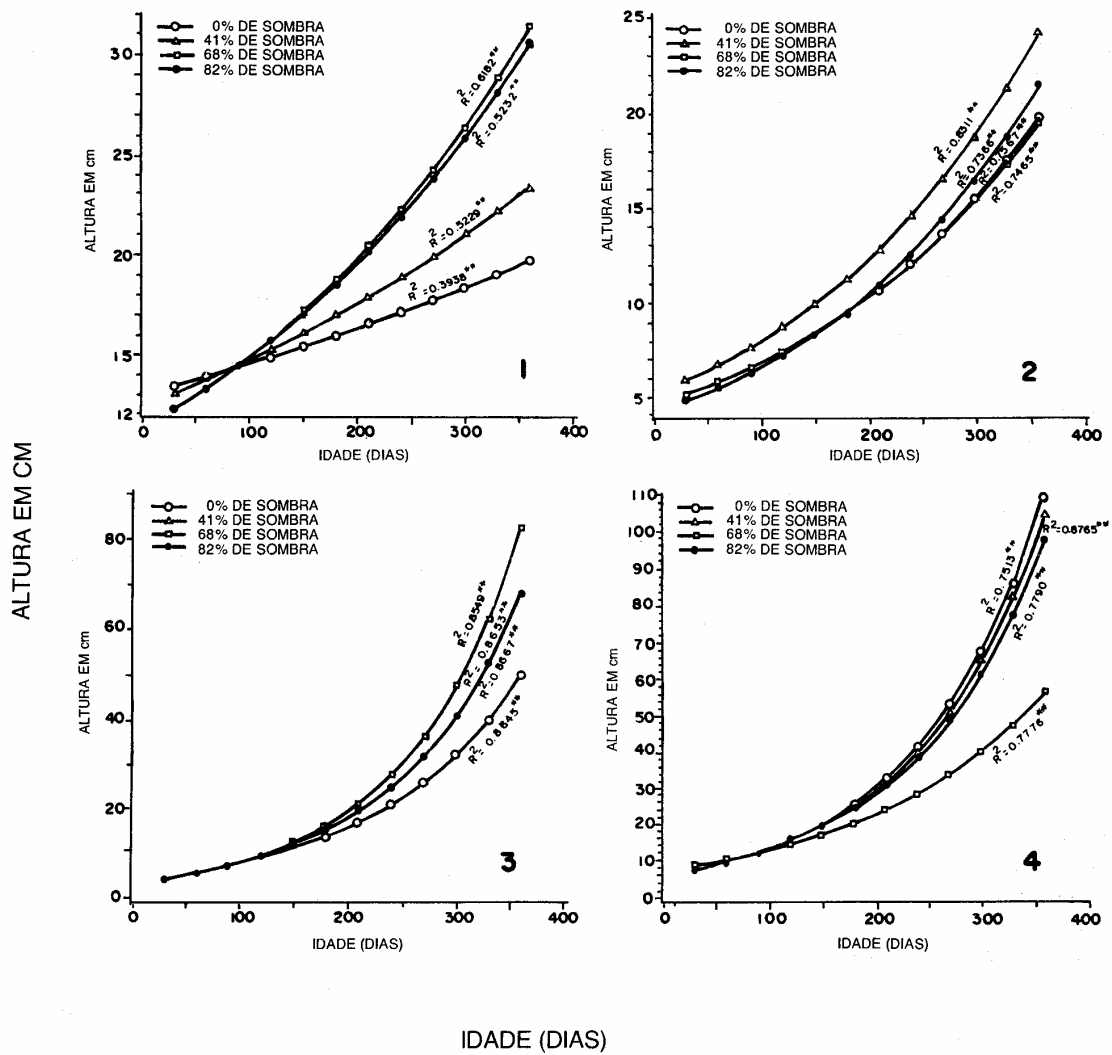 0% DE SOMBRA
41% DE SOMBRA
68% DE SOMBRA
82% DE SOMBRA
30
25
20
15
12
0
100
200
300
400
ALTURA EM cm
IDADE (DIAS)
R²=0.6182**
R²=0.5232**
R²=0.5229**
R²=0.3938**
1
0% DE SOMBRA
41% DE SOMBRA
68% DE SOMBRA
82% DE SOMBRA
25
20
15
10
5
0
100
200
300
400
ALTURA EM cm
IDADE (DIAS)
R²=0.8311**
R²=0.7366**
R²=0.7367**
R²=0.7465**
2
ALTURA EM CM
0% DE SOMBRA
41% DE SOMBRA
68% DE SOMBRA
82% DE SOMBRA
80
60
40
20
0
0
100
200
300
400
ALTURA EM cm
IDADE (DIAS)
R²=0.8549**
R²=0.8653**
R²=0.8667**
R²=0.8845**
3
0% DE SOMBRA
41% DE SOMBRA
68% DE SOMBRA
82% DE SOMBRA
110
100
90
80
70
60
50
40
30
20
10
0
0
100
200
300
400
ALTURA EM cm
IDADE (DIAS)
R²=0.7513**
R²=0.8765**
R²=0.7790**
R²=0.7776**
4
IDADE (DIAS)